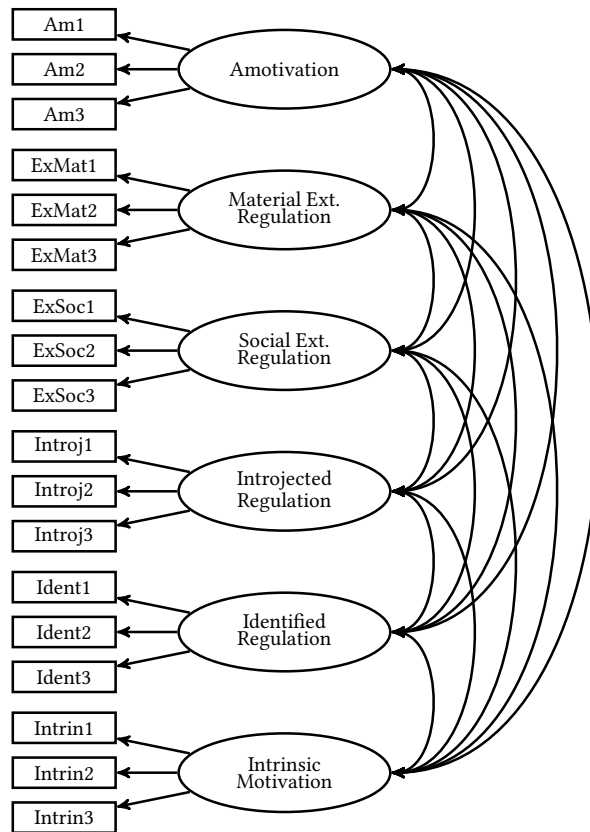 Am1
Am2
Am3
Amotivation
ExMat1
ExMat2
ExMat3
Material Ext.
Regulation
ExSoc1
ExSoc2
ExSoc3
Social Ext.
Regulation
Introj1
Introj2
Introj3
Introjected
Regulation
Ident1
Ident2
Ident3
Identified
Regulation
Intrin1
Intrin2
Intrin3
Intrinsic
Motivation